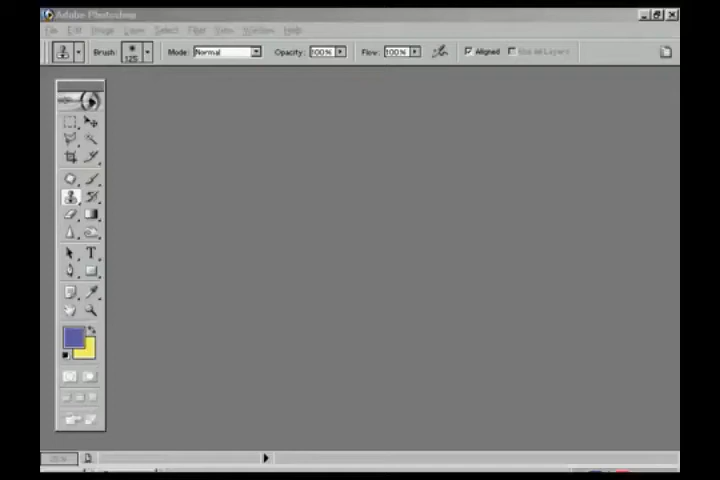 Adobe Photoshop
File Edit Image Layer Select Filter View Window Help
Brush: 125 Mode: Normal Opacity: 100% Flow: 100% Aligned Use All Layers
T
25%